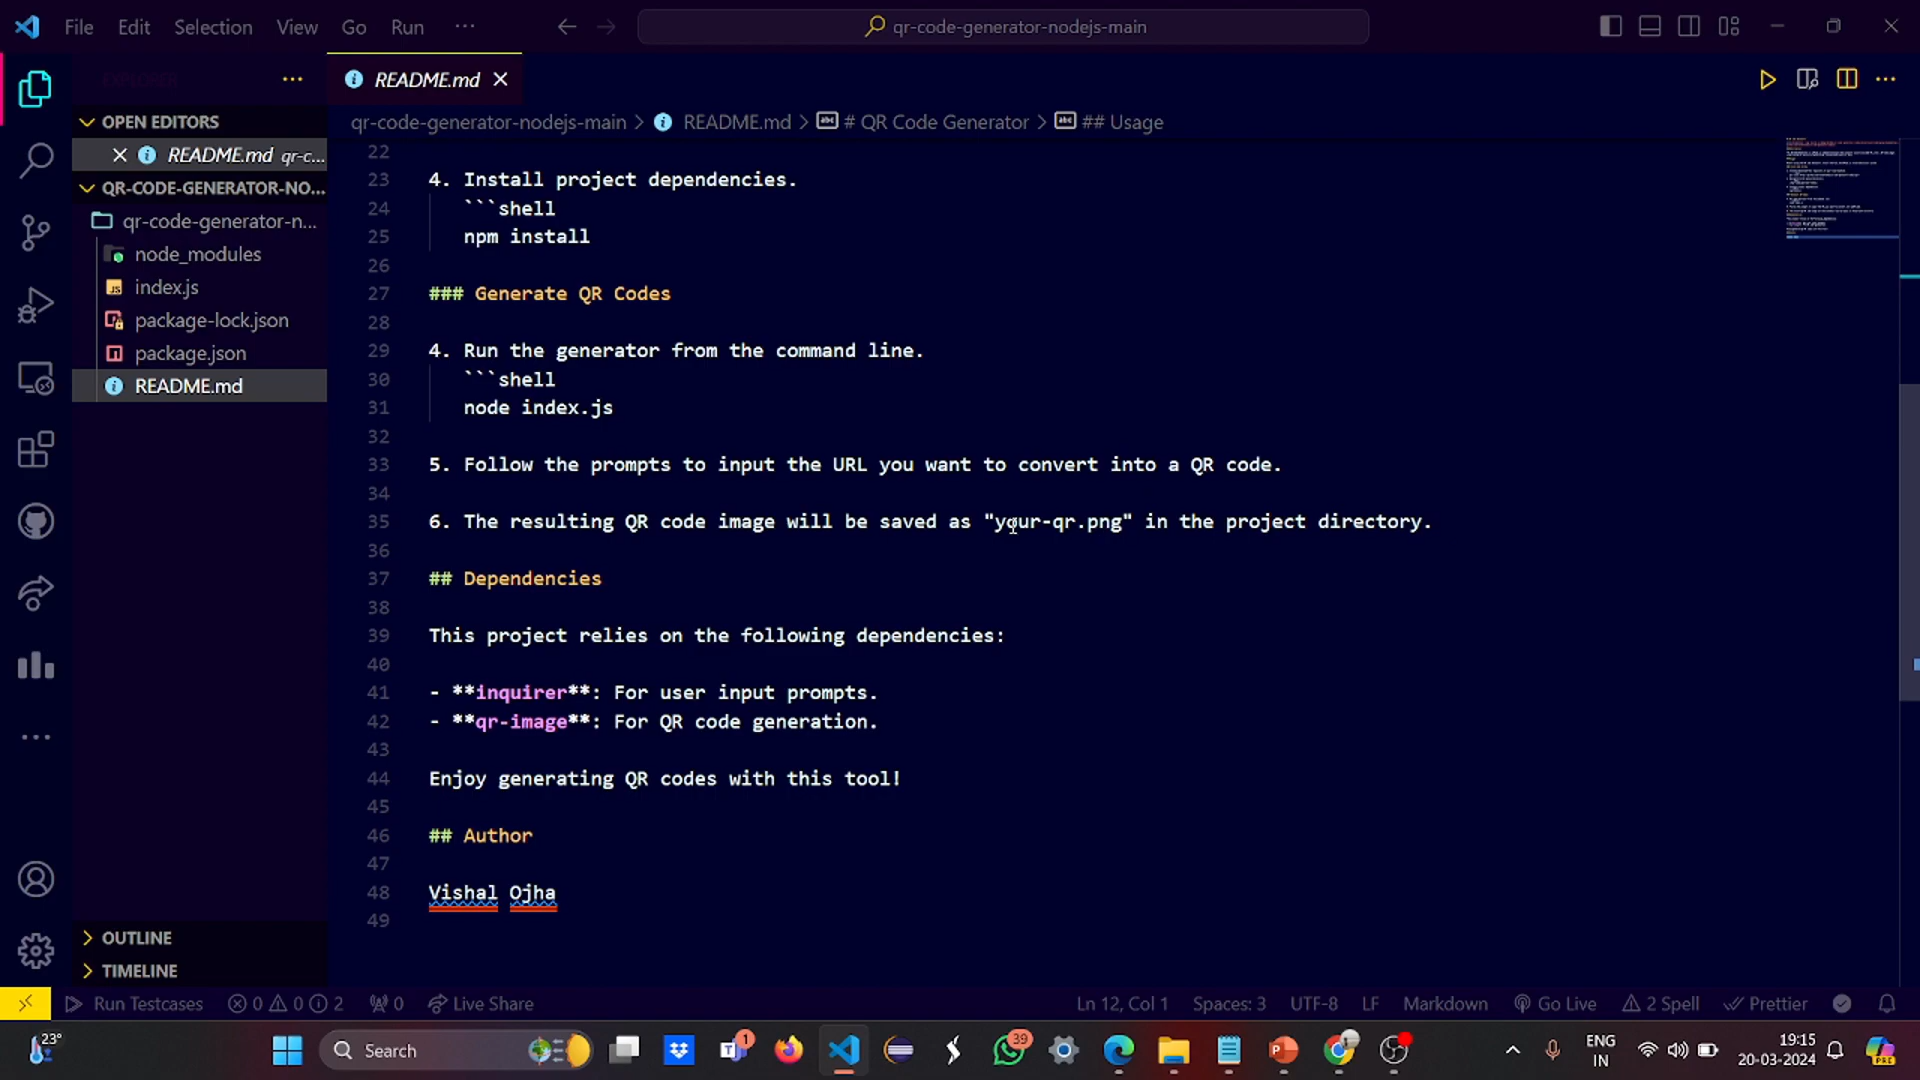 File Edit Selection View Go Run ...
qr-code-generator-nodejs-main
EXPLORER
README.md
OPEN EDITORS
README.md qr-c...
QR-CODE-GENERATOR-NO...
qr-code-generator-n...
node_modules
index.js
package-lock.json
package.json
README.md
OUTLINE
TIMELINE
qr-code-generator-nodejs-main > README.md > # QR Code Generator > ## Usage
22
23 4. Install project dependencies.
24 ```shell
25 npm install
26
27 ### Generate QR Codes
28
29 4. Run the generator from the command line.
30 ```shell
31 node index.js
32
33 5. Follow the prompts to input the URL you want to convert into a QR code.
34
35 6. The resulting QR code image will be saved as "your-qr.png" in the project directory.
36
37 ## Dependencies
38
39 This project relies on the following dependencies:
40
41 - **inquirer**: For user input prompts.
42 - **qr-image**: For QR code generation.
43
44 Enjoy generating QR codes with this tool!
45
46 ## Author
47
48 Vishal Ojha
49
Run Testcases 0 0 2 0 Live Share Ln 12, Col 1 Spaces: 3 UTF-8 LF Markdown Go Live 2 Spell Prettier
23° Search 1 39 ENG 19:15
IN 20-03-2024 PRE